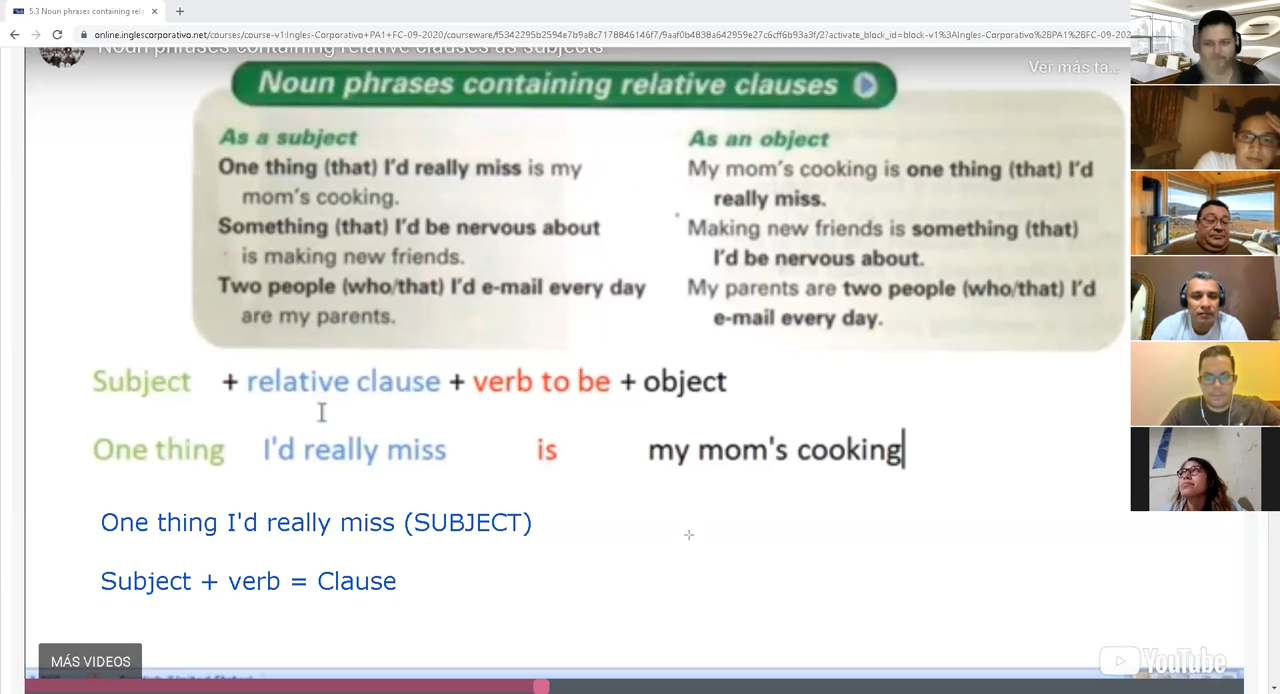 5.3 Noun phrases containing rela
online.inglescorporativo.net/courses/course-v1:Ingles-Corporativo+PA1+FC-09-2020/courseware/f5342295b2594e7b9a8c7178846146f7/9aaf0b4838a642959e27c6cff6b93a3f/2?activate_block_id=block-v1%3AIngles-Corporativo%2BPA1%2BFC-09-202
Noun phrases containing relative clauses as subjects
Ver más ta...
Noun phrases containing relative clauses
As a subject
One thing (that) I'd really miss is my
mom's cooking.
Something (that) I'd be nervous about
is making new friends.
Two people (who/that) I'd e-mail every day
are my parents.
As an object
My mom's cooking is one thing (that) I'd
really miss.
Making new friends is something (that)
I'd be nervous about.
My parents are two people (who/that) I'd
e-mail every day.
Subject + relative clause + verb to be + object
One thing I'd really miss is my mom's cooking
One thing I'd really miss (SUBJECT)
Subject + verb = Clause
MÁS VIDEOS
YouTube